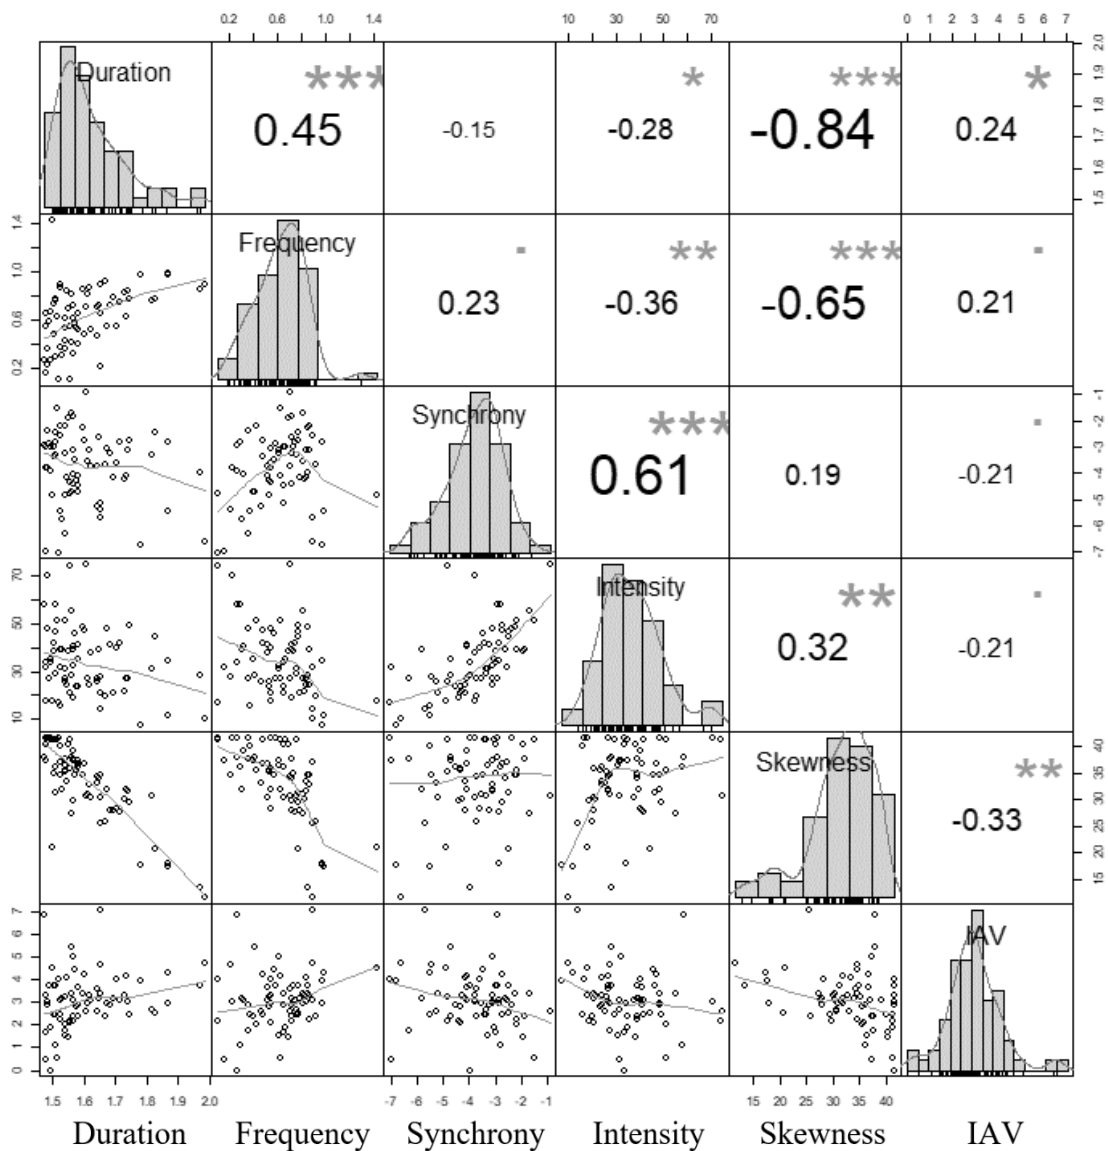 0.2 0.6 1.0 1.4 10 30 50 70 0 1 2 3 4 5 6 7
Duration *** * *** *
0.45 -0.15 -0.28 -0.84 0.24
1.5 1.6 1.7 1.8 1.9 2.0
Frequency . ** *** .
0.23 -0.36 -0.65 0.21
0.2 0.6 1.0 1.4
Synchrony *** .
0.61 0.19 -0.21
-7 -6 -5 -4 -3 -2 -1
Intensity ** .
0.32 -0.21
10 30 50 70
Skewness **
-0.33
15 20 25 30 35 40
IAV
0 1 2 3 4 5 6 7
1.5 1.6 1.7 1.8 1.9 2.0 -7 -6 -5 -4 -3 -2 -1 15 20 25 30 35 40
Duration Frequency Synchrony Intensity Skewness IAV